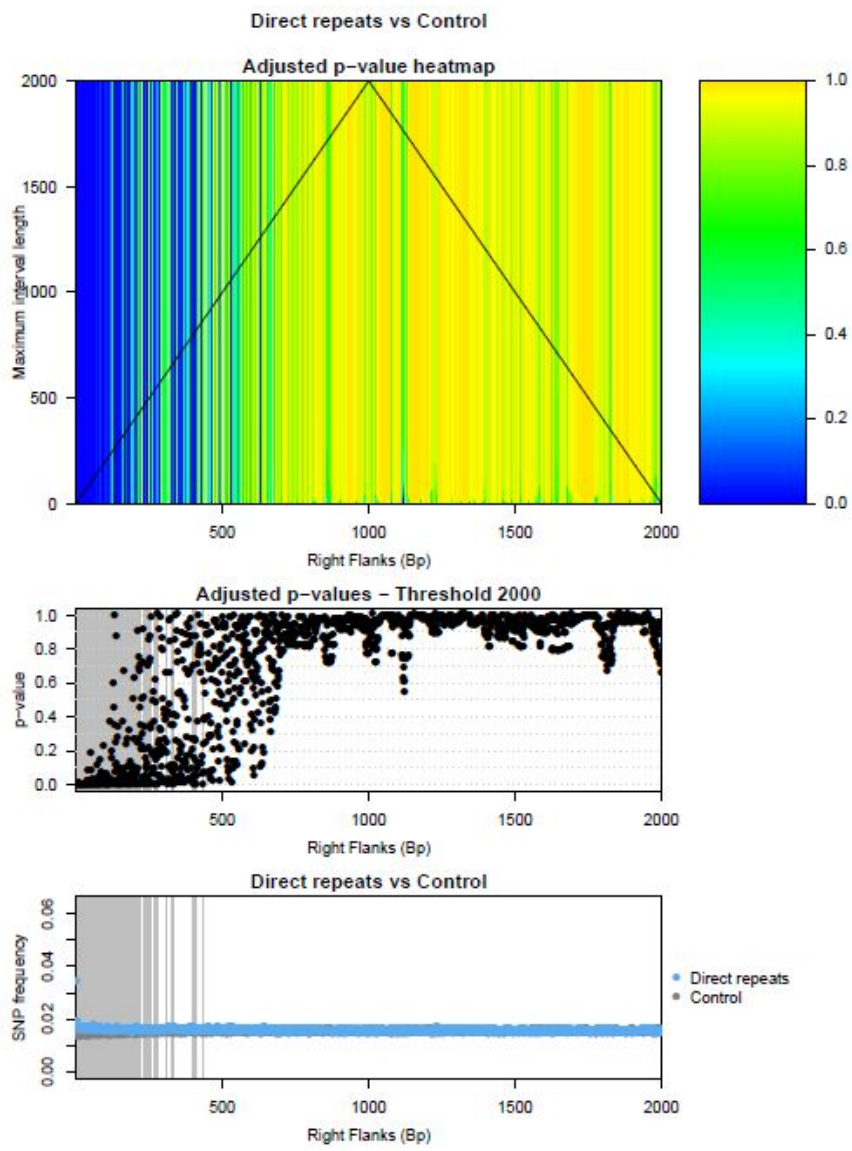 Direct repeats vs Control
Adjusted p−value heatmap
2000
1500
1000
500
0
Maximum interval length
500
1000
1500
2000
Right Flanks (Bp)
1.0
0.8
0.6
0.4
0.2
0.0
Adjusted p−values − Threshold 2000
1.0
0.8
0.6
0.4
0.2
0.0
p−value
500
1000
1500
2000
Right Flanks (Bp)
Direct repeats vs Control
0.06
0.04
0.02
0.00
SNP frequency
500
1000
1500
2000
Right Flanks (Bp)
Direct repeats
Control